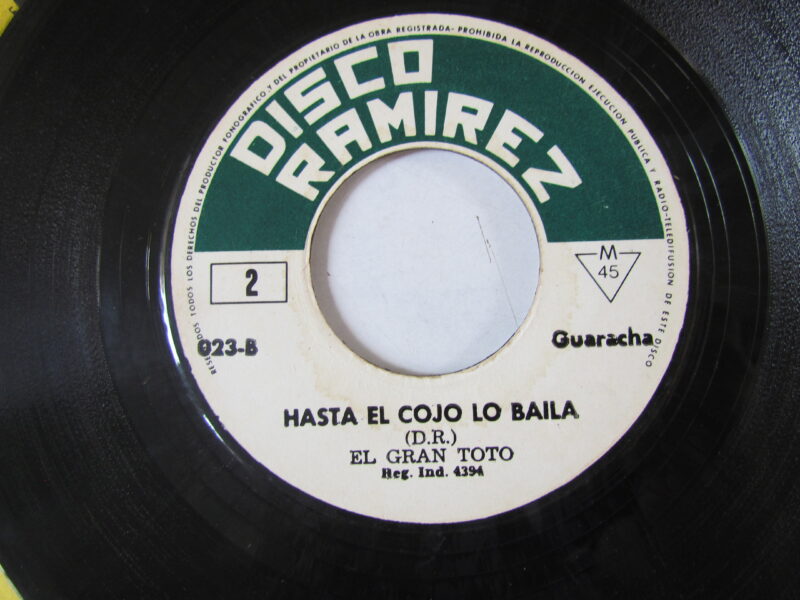 RESERVADOS TODOS LOS DERECHOS DEL PRODUCTOR FONOGRAFICO Y DEL PROPIETARIO DE LA OBRA REGISTRADA- PROHIBIDA LA REPRODUCCION EJECUCION PUBLICA Y RADIO-TELEDIFUSION DE ESTE DISCO
DISCO
RAMIREZ
2
M
45
023-B
Guaracha
HASTA EL COJO LO BAILA
(D.R.)
EL GRAN TOTO
Reg. Ind. 4394